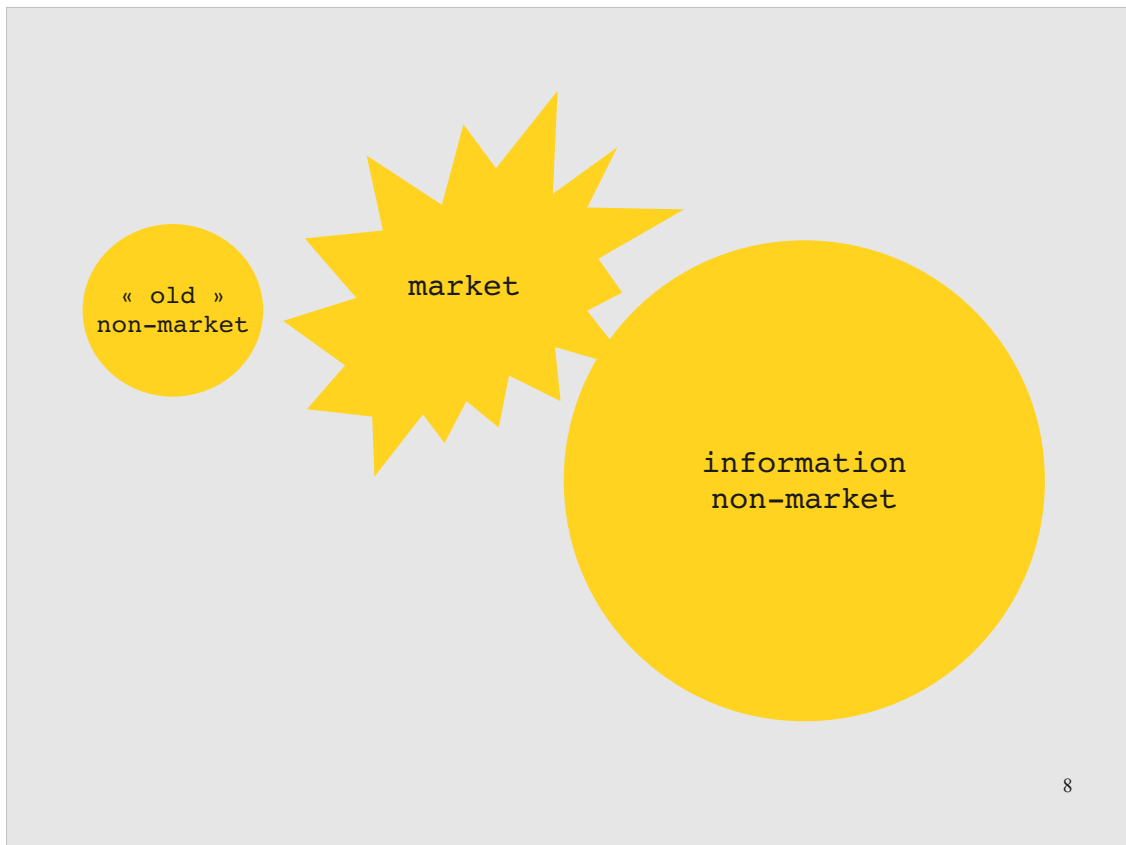 « old »
non-market
market
information
non-market
8